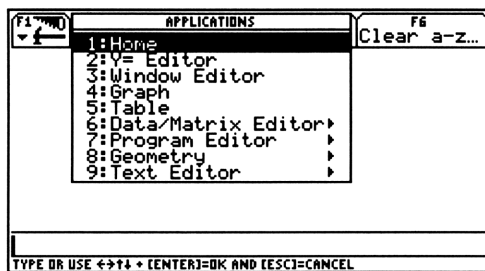 F1 APPLICATIONS F6
Clear a-z…
1:Home
2:Y= Editor
3:Window Editor
4:Graph
5:Table
6:Data/Matrix Editor▶
7:Program Editor ▶
8:Geometry ▶
9:Text Editor ▶
TYPE OR USE ←→↑↓ + [ENTER]=OK AND [ESC]=CANCEL